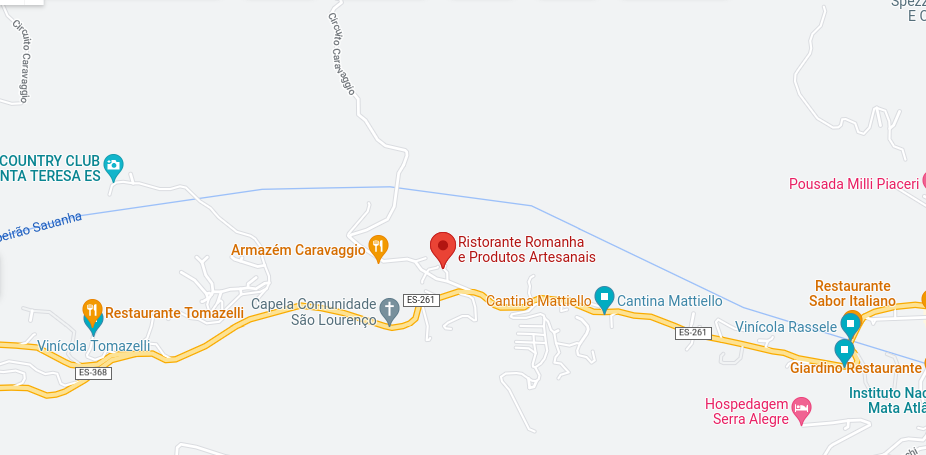 Spezz
E C
Circuito Caravaggio
Circuito Caravaggio
COUNTRY CLUB
NTA TERESA ES
Pousada Milli Piaceri
beirão Sauanha
Armazém Caravaggio
Ristorante Romanha
e Produtos Artesanais
Restaurante
Sabor Italiano
Capela Comunidade
São Lourenço
ES-261
Cantina Mattiello
Cantina Mattiello
Restaurante Tomazelli
Vinícola Tomazelli
ES-261
Vinícola Rassele
Giardino Restaurante
ES-368
Instituto Nac
Mata Atlâ
Hospedagem
Serra Alegre